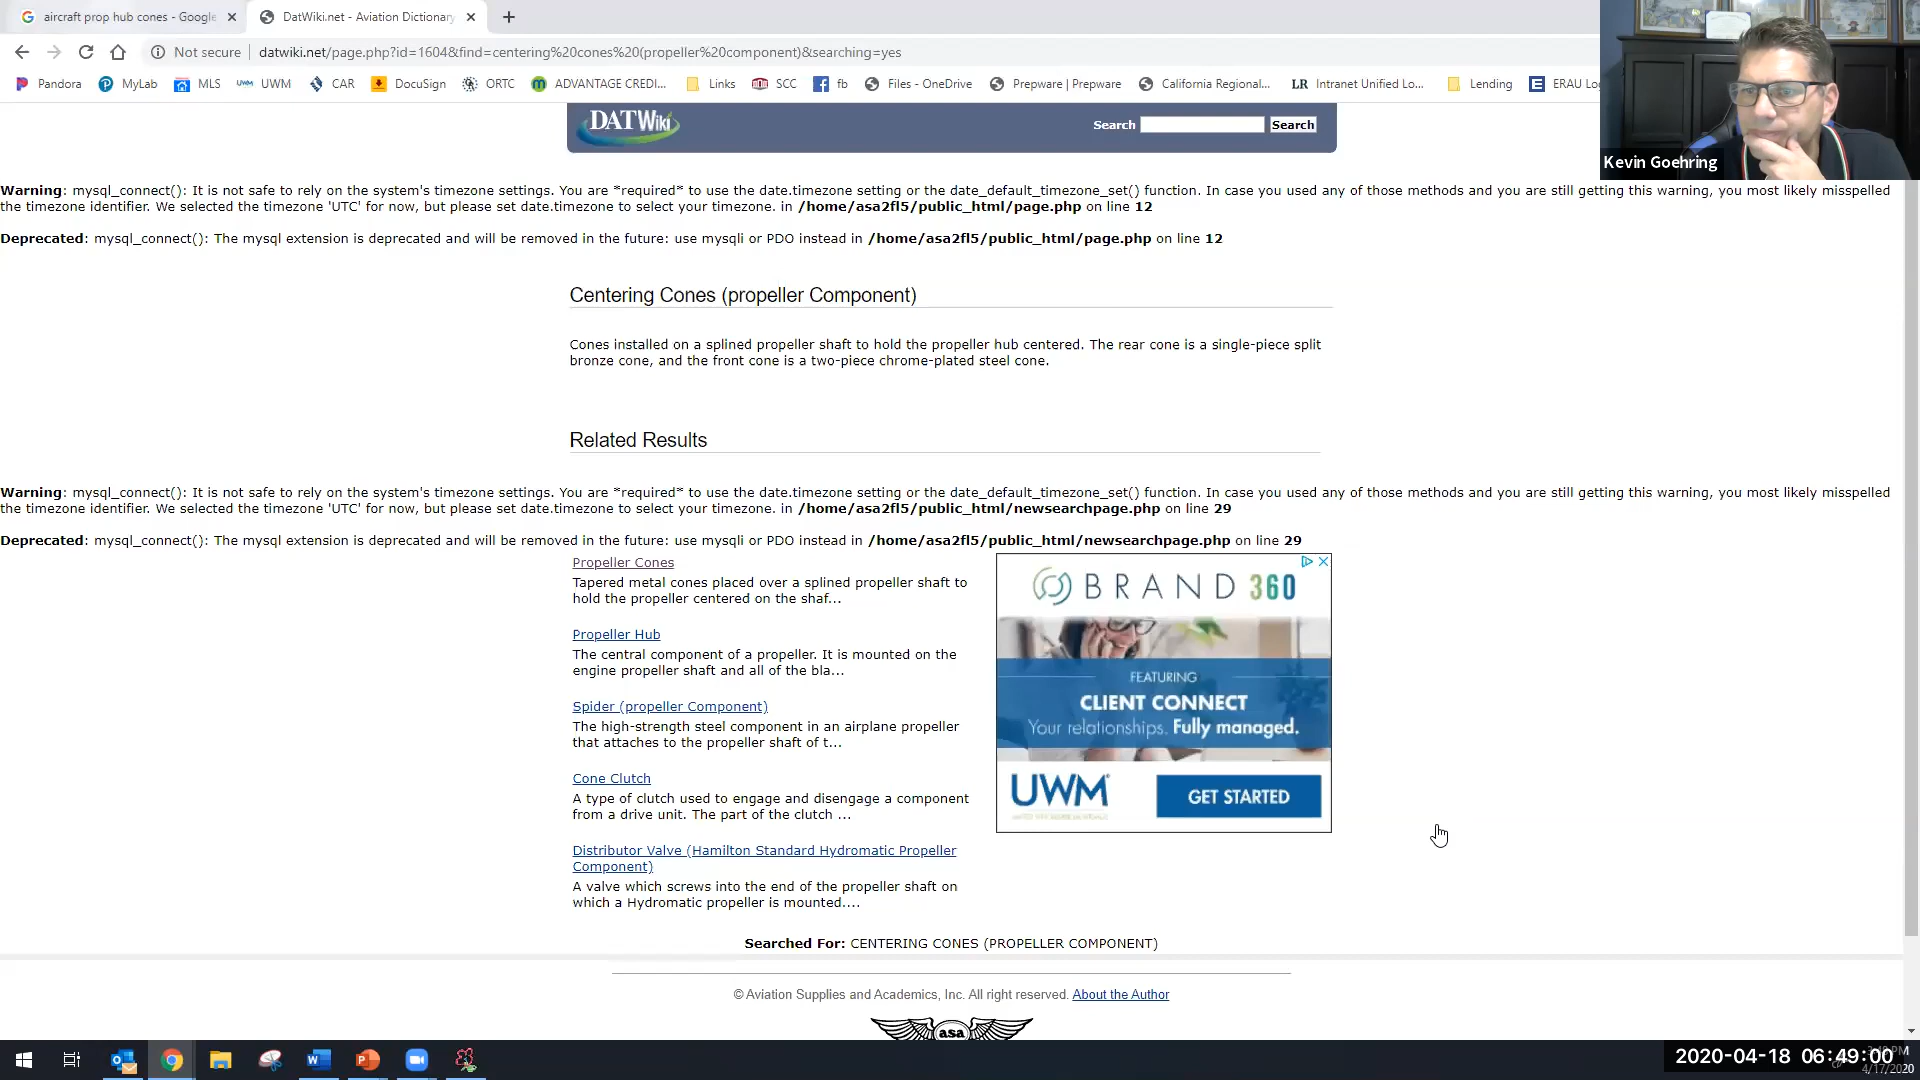 aircraft prop hub cones - Google
DatWiki.net - Aviation Dictionary
Not secure
datwiki.net/page.php?id=1604&find=centering%20cones%20(propeller%20component)&searching=yes
Pandora
MyLab
MLS
UWM
CAR
DocuSign
ORTC
ADVANTAGE CREDI...
Links
SCC
fb
Files - OneDrive
Prepware | Prepware
California Regional...
LR Intranet Unified Lo...
Lending
ERAU Lo
Kevin Goehring
DATWiki
Search
Search
Warning: mysql_connect(): It is not safe to rely on the system's timezone settings. You are *required* to use the date.timezone setting or the date_default_timezone_set() function. In case you used any of those methods and you are still getting this warning, you most likely misspelled
the timezone identifier. We selected the timezone 'UTC' for now, but please set date.timezone to select your timezone. in /home/asa2fl5/public_html/page.php on line 12
Deprecated: mysql_connect(): The mysql extension is deprecated and will be removed in the future: use mysqli or PDO instead in /home/asa2fl5/public_html/page.php on line 12
Centering Cones (propeller Component)
Cones installed on a splined propeller shaft to hold the propeller hub centered. The rear cone is a single-piece split
bronze cone, and the front cone is a two-piece chrome-plated steel cone.
Related Results
Warning: mysql_connect(): It is not safe to rely on the system's timezone settings. You are *required* to use the date.timezone setting or the date_default_timezone_set() function. In case you used any of those methods and you are still getting this warning, you most likely misspelled
the timezone identifier. We selected the timezone 'UTC' for now, but please set date.timezone to select your timezone. in /home/asa2fl5/public_html/newsearchpage.php on line 29
Deprecated: mysql_connect(): The mysql extension is deprecated and will be removed in the future: use mysqli or PDO instead in /home/asa2fl5/public_html/newsearchpage.php on line 29
Propeller Cones
Tapered metal cones placed over a splined propeller shaft to
hold the propeller centered on the shaf...
Propeller Hub
The central component of a propeller. It is mounted on the
engine propeller shaft and all of the bla...
Spider (propeller Component)
The high-strength steel component in an airplane propeller
that attaches to the propeller shaft of t...
Cone Clutch
A type of clutch used to engage and disengage a component
from a drive unit. The part of the clutch ...
Distributor Valve (Hamilton Standard Hydromatic Propeller
Component)
A valve which screws into the end of the propeller shaft on
which a Hydromatic propeller is mounted....
BRAND 360
FEATURING
CLIENT CONNECT
Your relationships. Fully managed.
UWM
GET STARTED
Searched For: CENTERING CONES (PROPELLER COMPONENT)
© Aviation Supplies and Academics, Inc. All right reserved. About the Author
asa
2020-04-18 06:49:00
4/17/2020